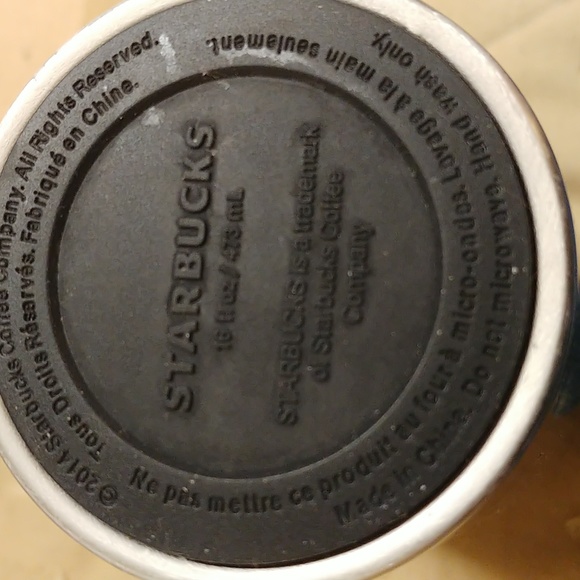 STARBUCKS
16 fl oz / 473 mL
STARBUCKS is a trademark
of Starbucks Coffee
Company
© 2014 Starbucks Coffee Company. All Rights Reserved.
Tous Droits Réservés. Fabriqué en Chine.
Made in China. Do not microwave. Hand wash only.
Ne pas mettre ce produit au four à micro-ondes. Lavage à la main seulement.